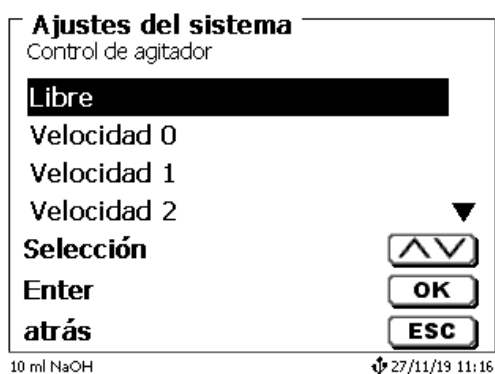 Ajustes del sistema
Control de agitador
Libre
Velocidad 0
Velocidad 1
Velocidad 2
Selección
Enter OK
atrás ESC
10 ml NaOH 27/11/19 11:16